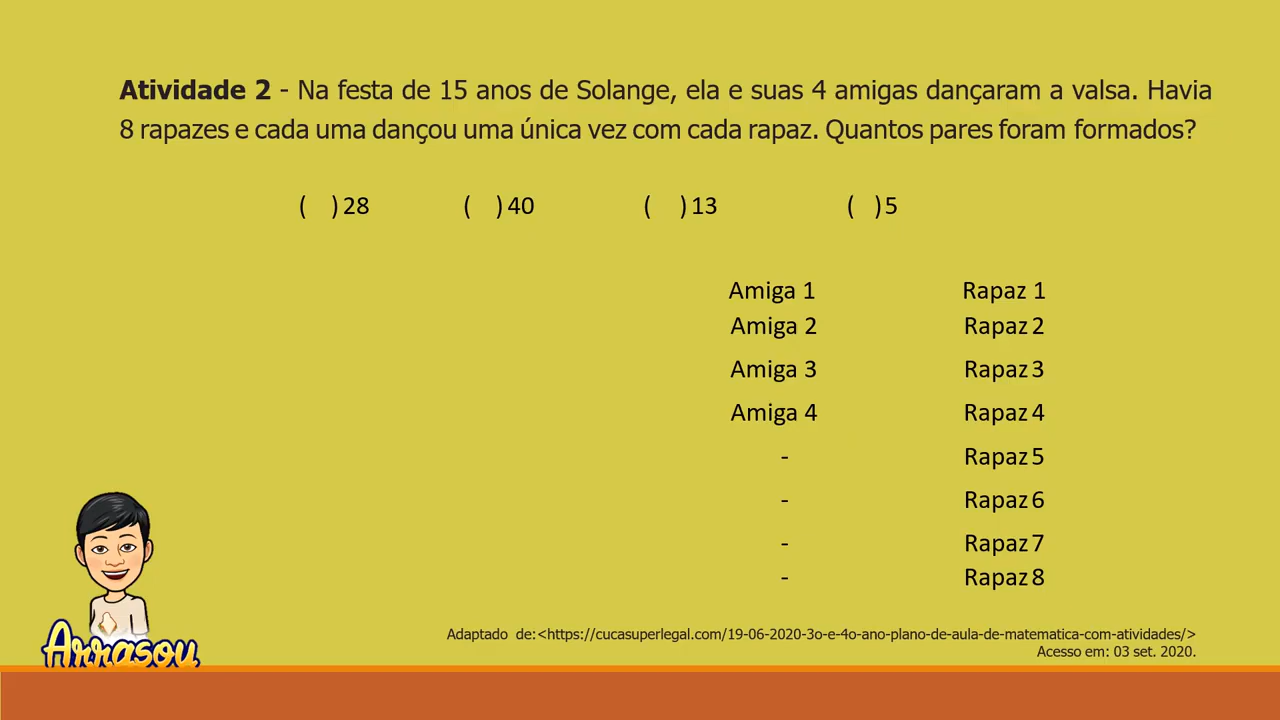 Atividade 2 - Na festa de 15 anos de Solange, ela e suas 4 amigas dançaram a valsa. Havia
8 rapazes e cada uma dançou uma única vez com cada rapaz. Quantos pares foram formados?
( ) 28 ( ) 40 ( ) 13 ( ) 5
Amiga 1 Rapaz 1
Amiga 2 Rapaz 2
Amiga 3 Rapaz 3
Amiga 4 Rapaz 4
- Rapaz 5
- Rapaz 6
- Rapaz 7
- Rapaz 8
Arrasou
Adaptado de:<https://cucasuperlegal.com/19-06-2020-3o-e-4o-ano-plano-de-aula-de-matematica-com-atividades/>
Acesso em: 03 set. 2020.